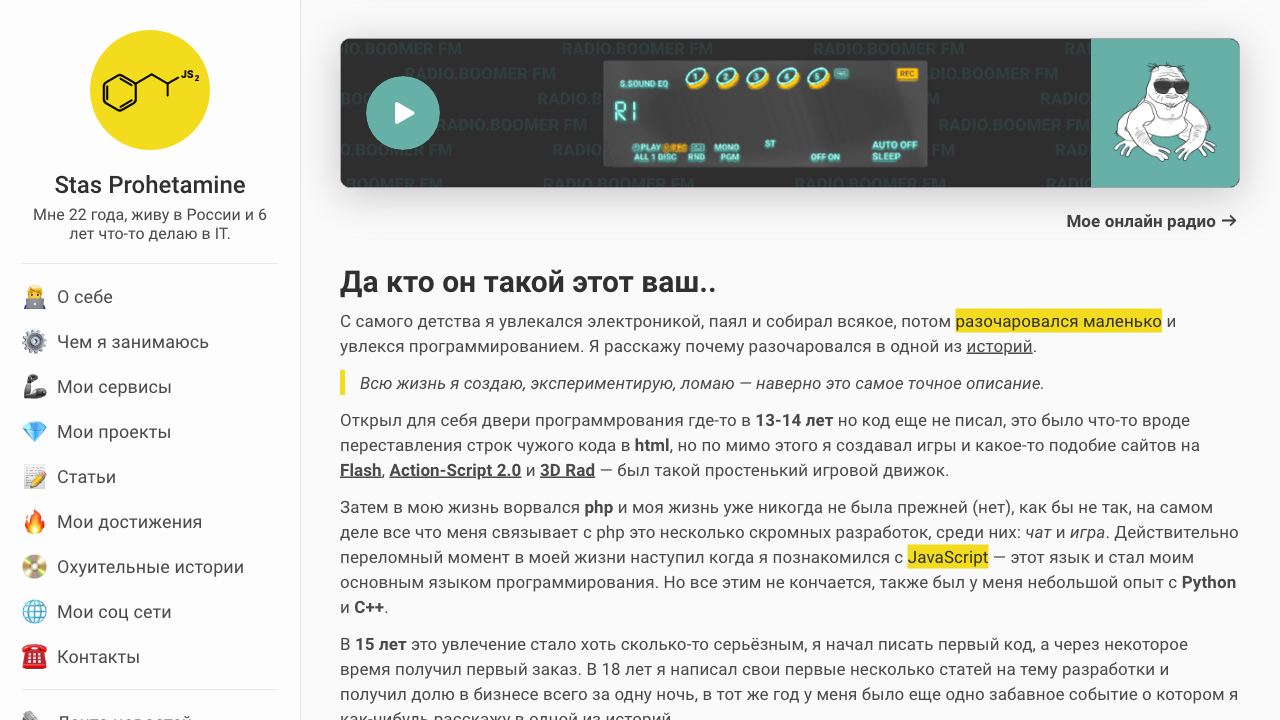 JS2
Stas Prohetamine
Мне 22 года, живу в России и 6
лет что-то делаю в IT.
О себе
Чем я занимаюсь
Мои сервисы
Мои проекты
Статьи
Мои достижения
Охуительные истории
Мои соц сети
Контакты
RADIO.BOOMER FM
S.SOUND EQ
1 2 3 4 5
REC
R1
PLAY
MONO
ST
AUTO OFF
ALL 1 DISC RND PGM
OFF ON
SLEEP
Мое онлайн радио →
Да кто он такой этот ваш..
С самого детства я увлекался электроникой, паял и собирал всякое, потом разочаровался маленько и
увлекся программированием. Я расскажу почему разочаровался в одной из историй.
Всю жизнь я создаю, экспериментирую, ломаю — наверно это самое точное описание.
Открыл для себя двери программрования где-то в 13-14 лет но код еще не писал, это было что-то вроде
переставления строк чужого кода в html, но по мимо этого я создавал игры и какое-то подобие сайтов на
Flash, Action-Script 2.0 и 3D Rad — был такой простенький игровой движок.
Затем в мою жизнь ворвался php и моя жизнь уже никогда не была прежней (нет), как бы не так, на самом
деле все что меня связывает с php это несколько скромных разработок, среди них: чат и игра. Действительно
переломный момент в моей жизни наступил когда я познакомился с JavaScript — этот язык и стал моим
основным языком программирования. Но все этим не кончается, также был у меня небольшой опыт с Python
и C++.
В 15 лет это увлечение стало хоть сколько-то серьёзным, я начал писать первый код, а через некоторое
время получил первый заказ. В 18 лет я написал свои первые несколько статей на тему разработки и
получил долю в бизнесе всего за одну ночь, в тот же год у меня было еще одно забавное событие о котором я
как-нибудь расскажу в одной из историй.